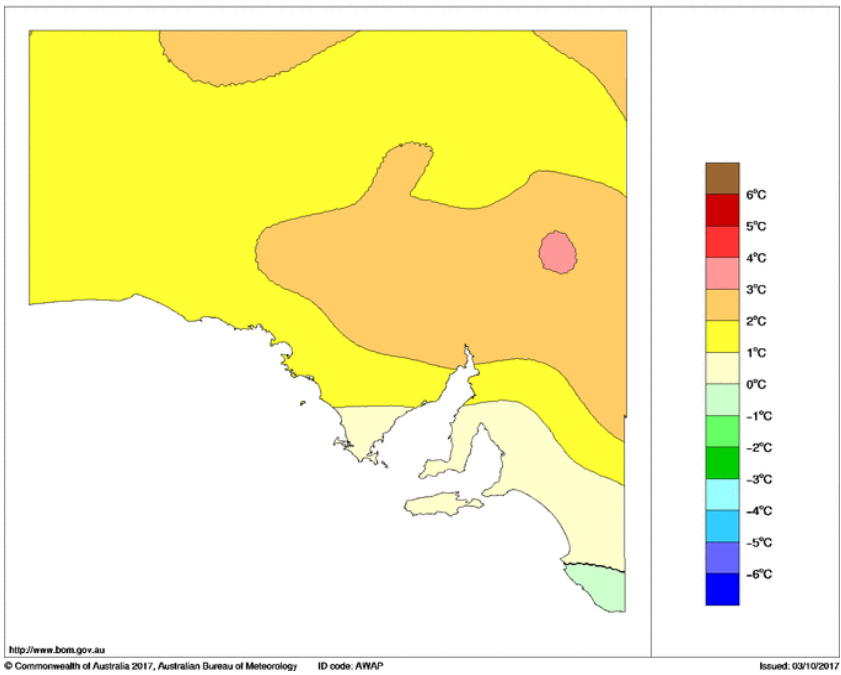 6°C
5°C
4°C
3°C
2°C
1°C
0°C
-1°C
-2°C
-3°C
-4°C
-5°C
-6°C
http://www.bom.gov.au
© Commonwealth of Australia 2017, Australian Bureau of Meteorology ID code: AWAP Issued: 03/10/2017